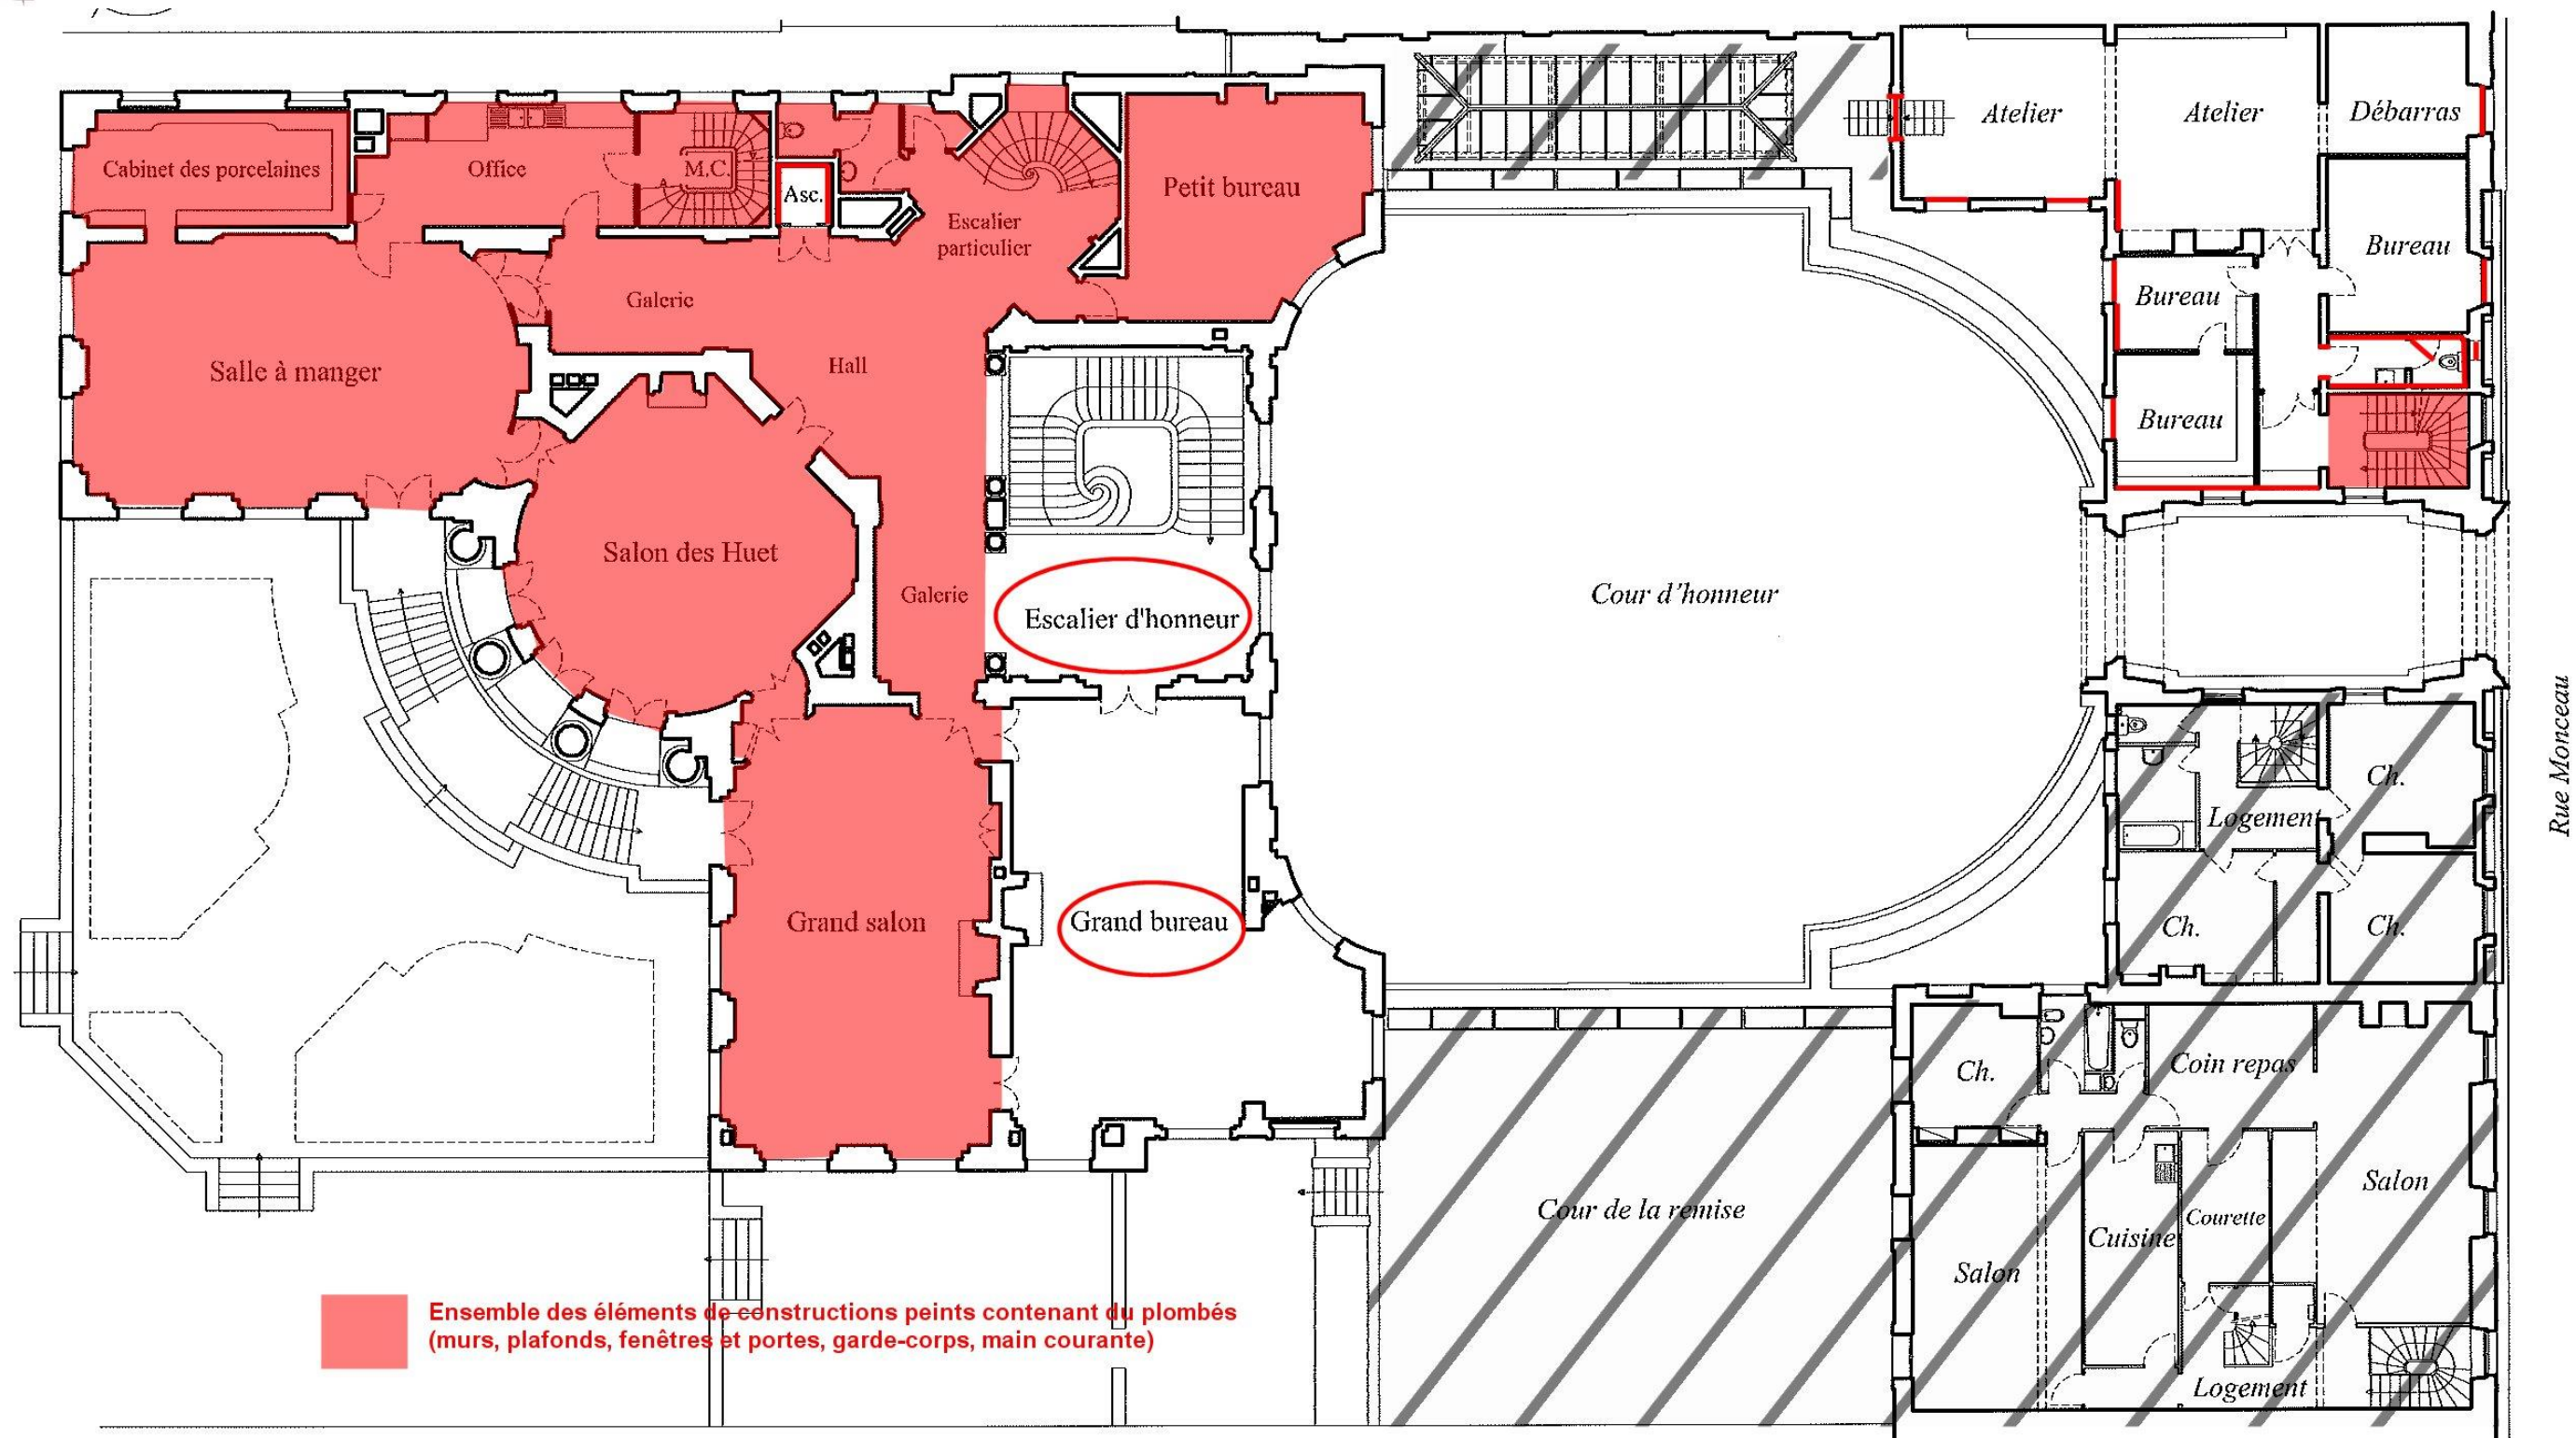 Atelier
Atelier
Débarras
Cabinet des porcelaines
Office
M.C.
Asc.
Petit bureau
Escalier
particulier
Bureau
Galerie
Bureau
Salle à manger
Hall
Bureau
Salon des Huet
Galerie
Escalier d'honneur
Cour d'honneur
Rue Monceau
Ch.
Logement
Grand salon
Grand bureau
Ch.
Ch.
Ch.
Coin repas
Cour de la remise
Salon
Courette
Cuisine
Salon
Logement
Ensemble des éléments de constructions peints contenant du plombés
(murs, plafonds, fenêtres et portes, garde-corps, main courante)